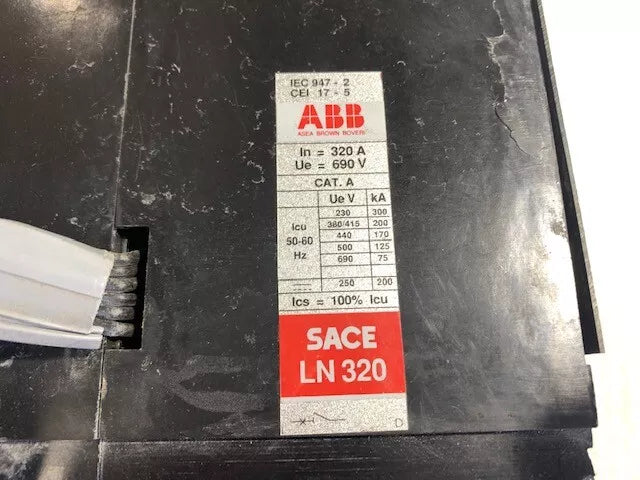 IEC 947 - 2
CEI 17 - 5
ABB
ASEA BROWN BOVERI
In = 320 A
Ue = 690 V
CAT. A
Icu
50-60
Hz
Ue V kA
230 300
380/415 200
440 170
500 125
690 75
250 200
Ics = 100% Icu
SACE
LN 320
D